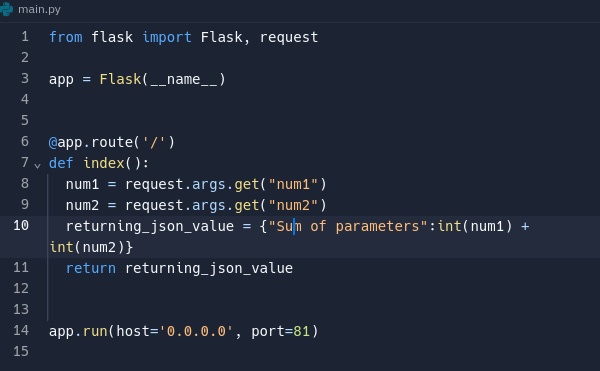 main.py
1 from flask import Flask, request
2
3 app = Flask(__name__)
4
5
6 @app.route('/')
7 def index():
8   num1 = request.args.get("num1")
9   num2 = request.args.get("num2")
10   returning_json_value = {"Sum of parameters":int(num1) +
int(num2)}
11   return returning_json_value
12
13
14 app.run(host='0.0.0.0', port=81)
15